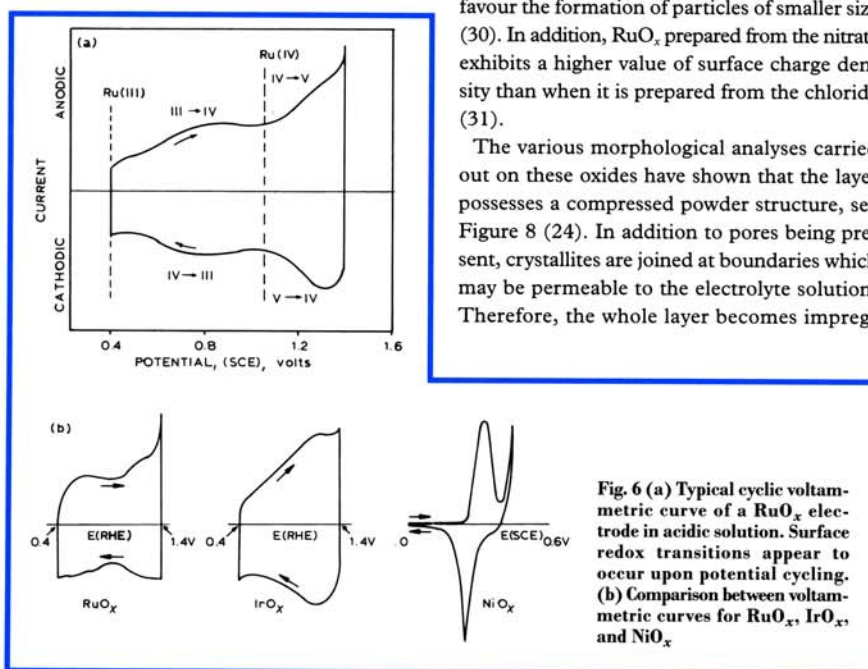 favour the formation of particles of smaller siz
(30). In addition, RuOₓ prepared from the nitrat
exhibits a higher value of surface charge den
sity than when it is prepared from the chlorid
(31).
The various morphological analyses carried
out on these oxides have shown that the laye
possesses a compressed powder structure, se
Figure 8 (24). In addition to pores being pre
sent, crystallites are joined at boundaries which
may be permeable to the electrolyte solution
Therefore, the whole layer becomes impreg
(a)
Ru(III)
Ru(IV)
III→IV
IV→V
ANODIC
CURRENT
CATHODIC
IV→III
V→IV
0.4 0.8 1.2 1.6
POTENTIAL, (SCE), volts
(b)
0.4 E(RHE) 1.4V
RuOₓ
0.4 E(RHE) 1.4V
IrOₓ
.0 E(SCE) 0.6V
NiOₓ
Fig. 6 (a) Typical cyclic voltam-
metric curve of a RuOₓ elec-
trode in acidic solution. Surface
redox transitions appear to
occur upon potential cycling.
(b) Comparison between voltam-
metric curves for RuOₓ, IrOₓ,
and NiOₓ